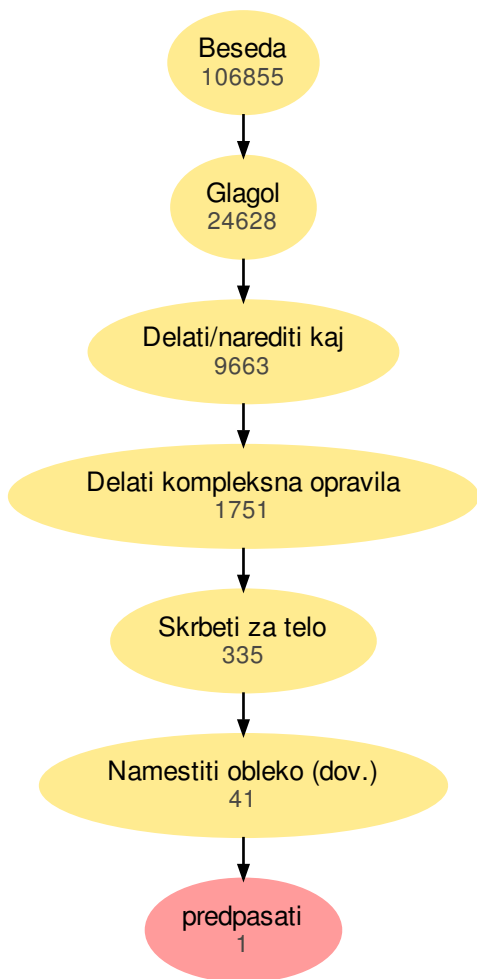 Beseda
106855
Glagol
24628
Delati/narediti kaj
9663
Delati kompleksna opravila
1751
Skrbeti za telo
335
Namestiti obleko (dov.)
41
predpasati
1